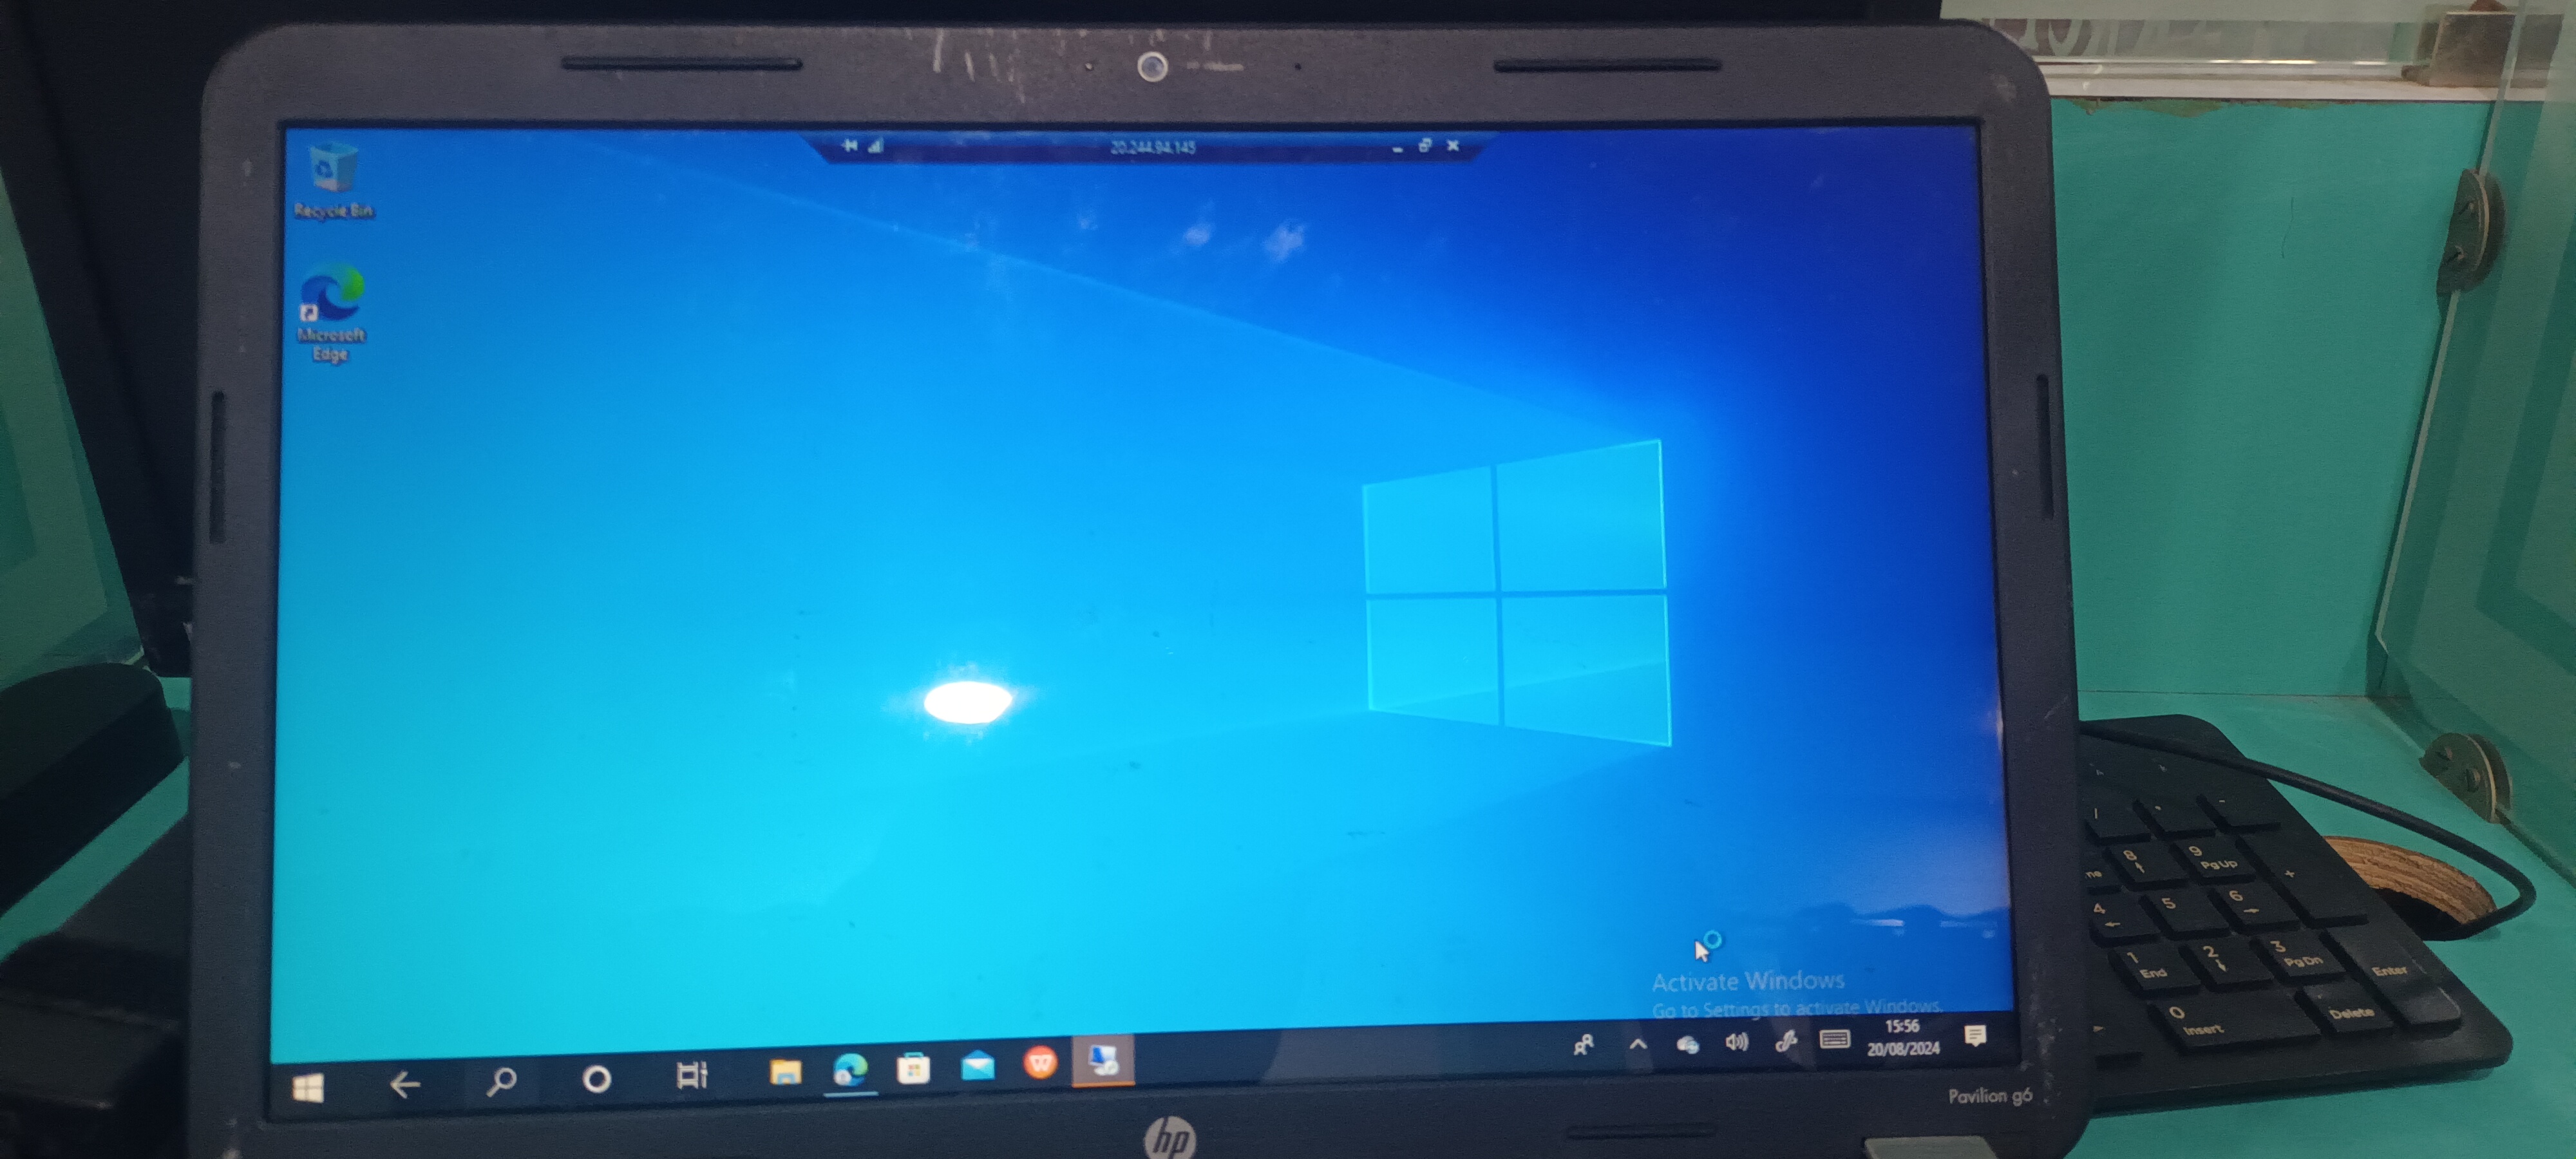 20.244.94.145
Recycle Bin
Microsoft
Edge
Activate Windows
Go to Settings to activate Windows.
15:56
20/08/2024
Pavilion g6
hp
8
9
PgUp
4
5
6
1
End
2
3
PgDn
Enter
0
Insert
Delete